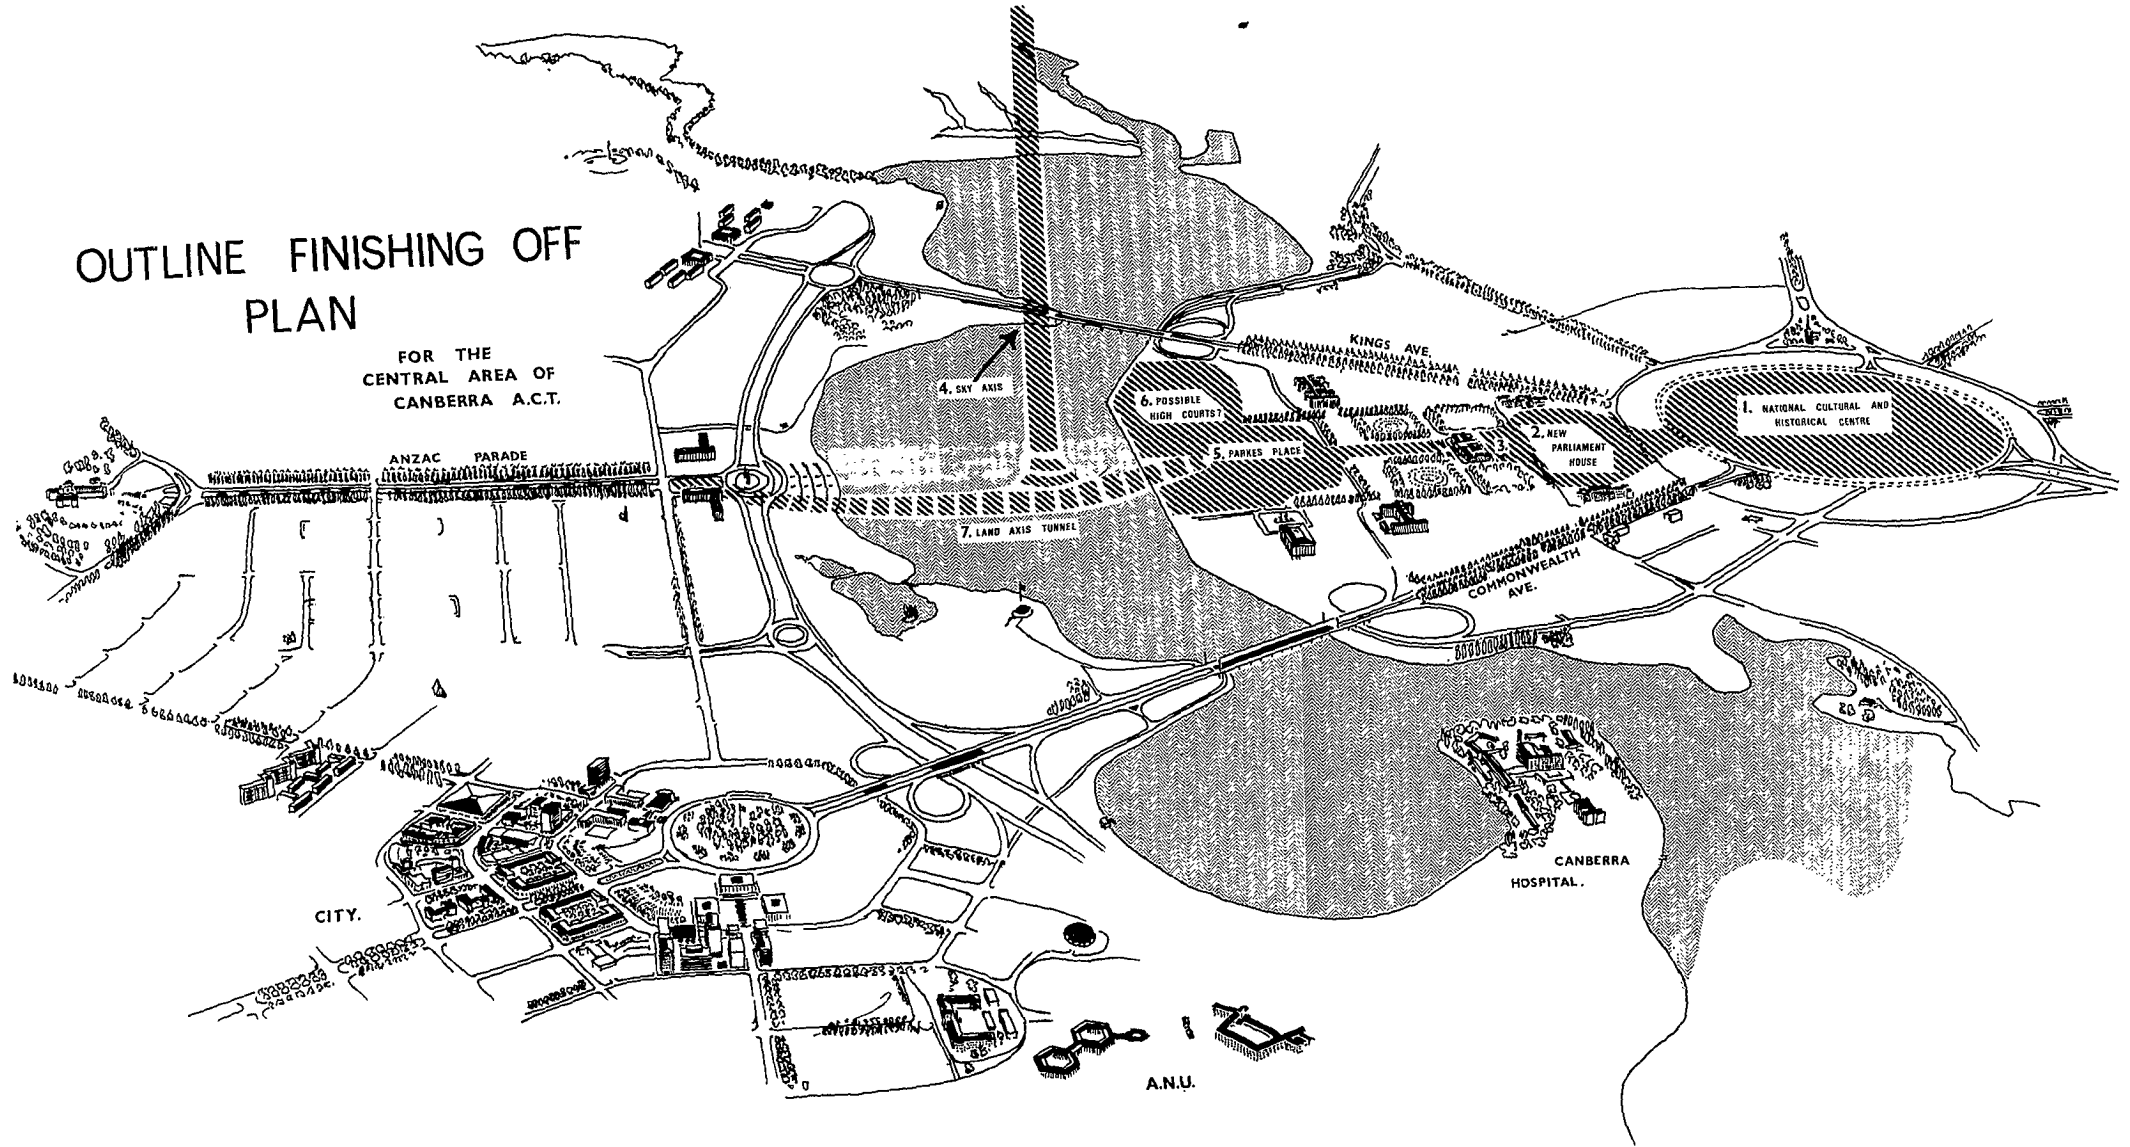 OUTLINE FINISHING OFF
PLAN
FOR THE
CENTRAL AREA OF
CANBERRA A.C.T.
KINGS AVE.
4. SKY AXIS
6. POSSIBLE
HIGH COURTS?
1. NATIONAL CULTURAL AND
HISTORICAL CENTRE
2. NEW
PARLIAMENT
HOUSE
3.
5. PARKES PLACE
ANZAC PARADE
7. LAND AXIS TUNNEL
COMMONWEALTH
AVE.
CANBERRA
HOSPITAL.
CITY.
A.N.U.